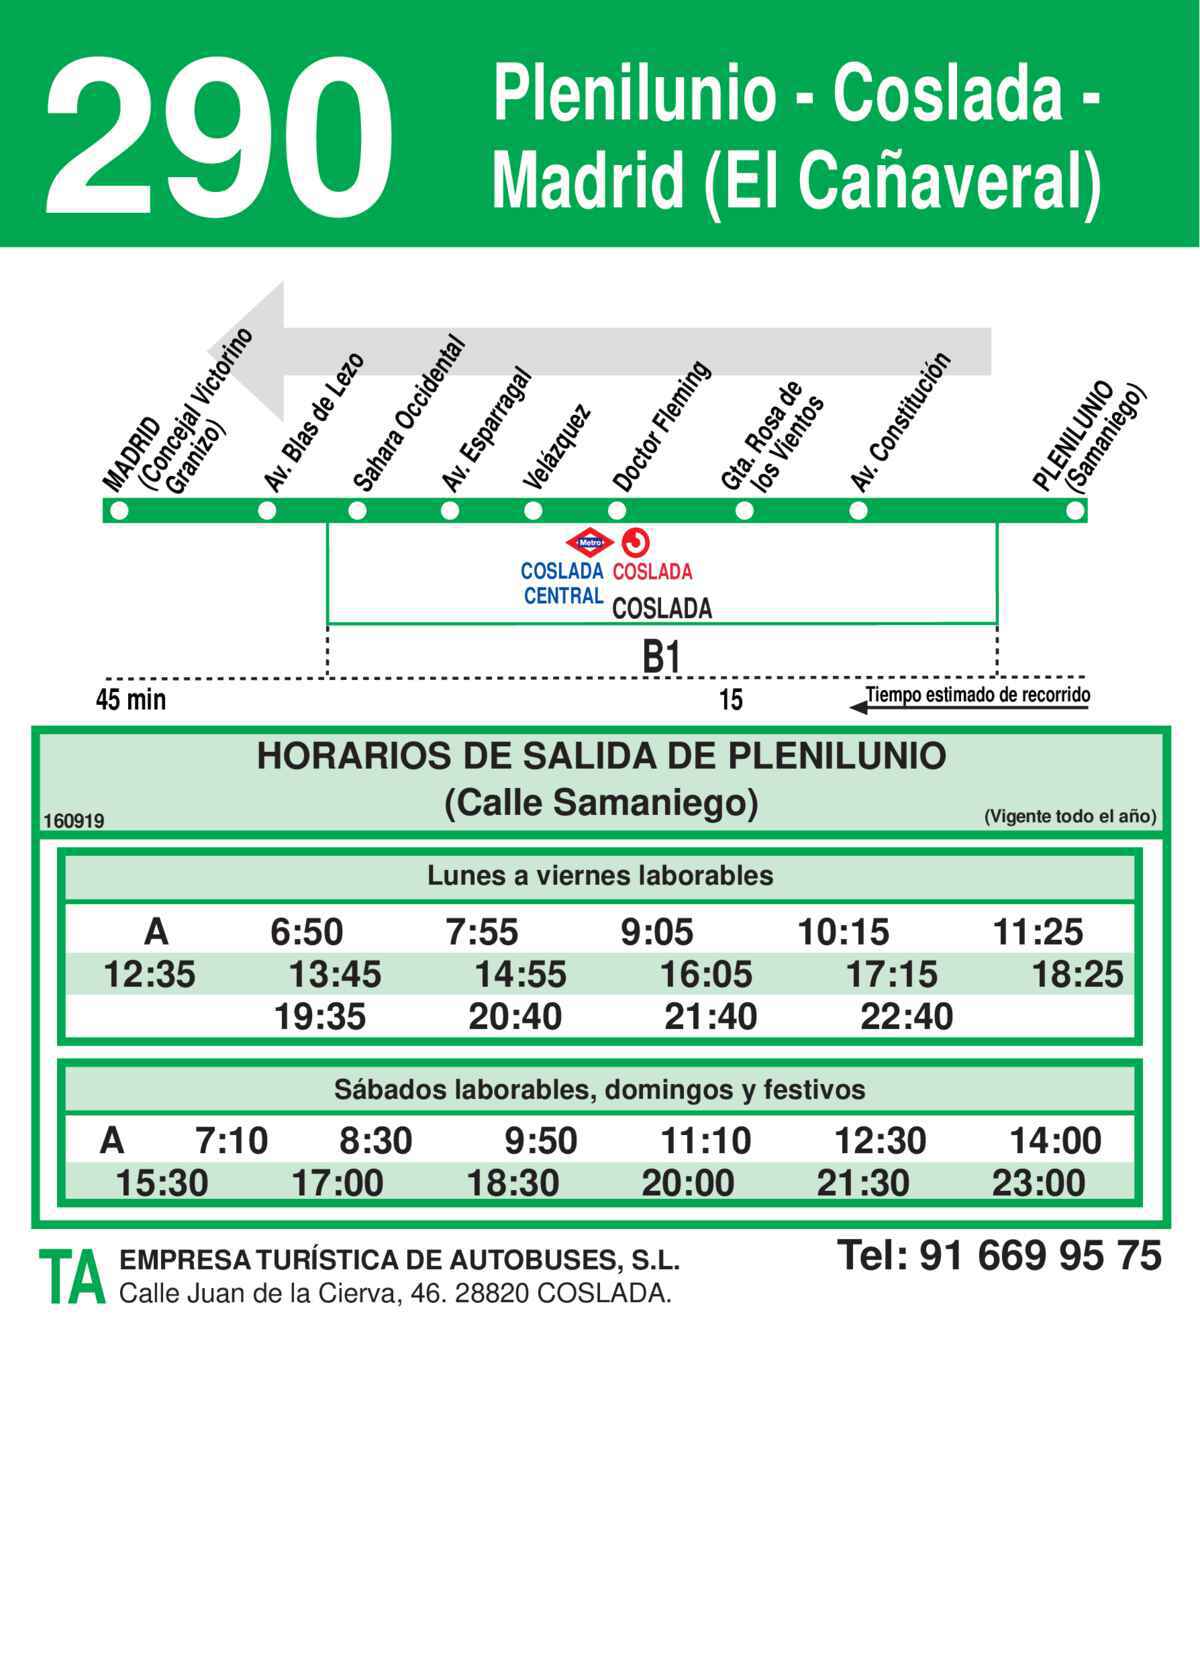 290
Plenilunio - Coslada -
Madrid (El Cañaveral)
MADRID
(Concejal Victorino
Granizo)
Av. Blas de Lezo
Sahara Occidental
Av. Esparragal
Velázquez
Doctor Fleming
Gta. Rosa de
los Vientos
Av. Constitución
PLENILUNIO
(Samaniego)
Metro
COSLADA
CENTRAL
COSLADA
COSLADA
B1
45 min
15
Tiempo estimado de recorrido
HORARIOS DE SALIDA DE PLENILUNIO
(Calle Samaniego)
160919
(Vigente todo el año)
Lunes a viernes laborables
A 6:50 7:55 9:05 10:15 11:25
12:35 13:45 14:55 16:05 17:15 18:25
19:35 20:40 21:40 22:40
Sábados laborables, domingos y festivos
A 7:10 8:30 9:50 11:10 12:30 14:00
15:30 17:00 18:30 20:00 21:30 23:00
TA
EMPRESA TURÍSTICA DE AUTOBUSES, S.L.
Calle Juan de la Cierva, 46. 28820 COSLADA.
Tel: 91 669 95 75